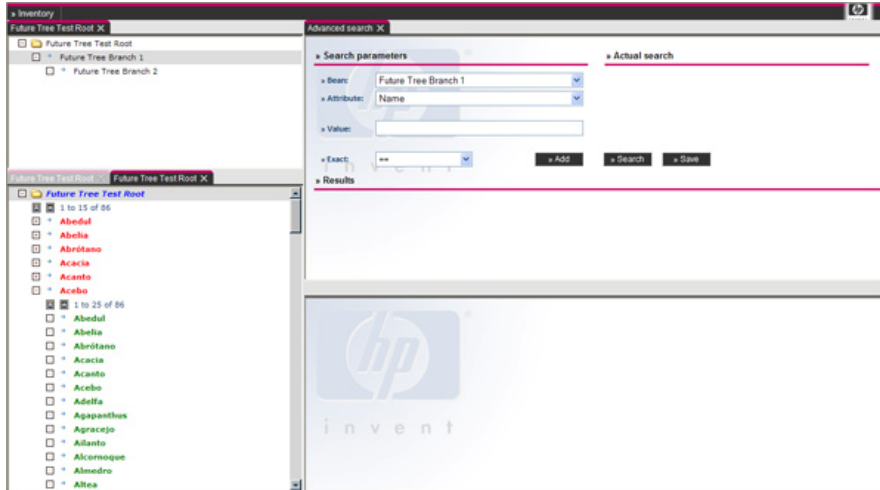 » Inventory
hp
Future Tree Test Root X
Future Tree Test Root
Future Tree Branch 1
Future Tree Branch 2
Future Tree Test Root
Future Tree Test Root X
Future Tree Test Root
1 to 15 of 86
Abedul
Abelia
Abrótano
Acacia
Acanto
Acebo
1 to 25 of 86
Abedul
Abelia
Abrótano
Acacia
Acanto
Acebo
Adelfa
Agapanthus
Agracejo
Ailanto
Alcornoque
Almedro
Altea
Advanced search X
» Search parameters
» Actual search
» Bean: Future Tree Branch 1
» Attribute: Name
» Value:
» Exact: ==
» Add
» Search
» Save
invent
» Results
hp
invent